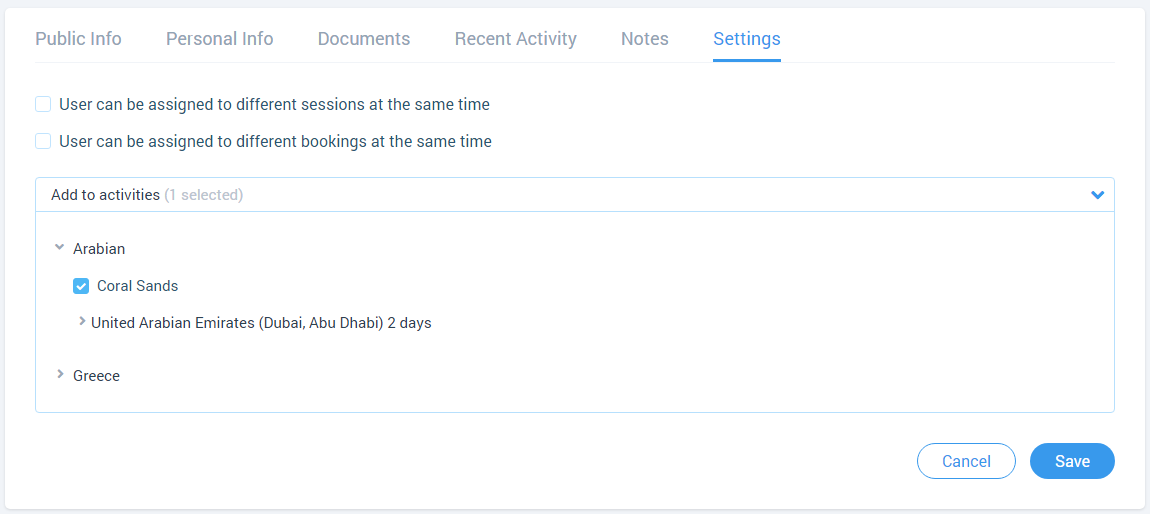 Public Info Personal Info Documents Recent Activity Notes Settings
User can be assigned to different sessions at the same time
User can be assigned to different bookings at the same time
Add to activities (1 selected)
Arabian
Coral Sands
United Arabian Emirates (Dubai, Abu Dhabi) 2 days
Greece
Cancel Save